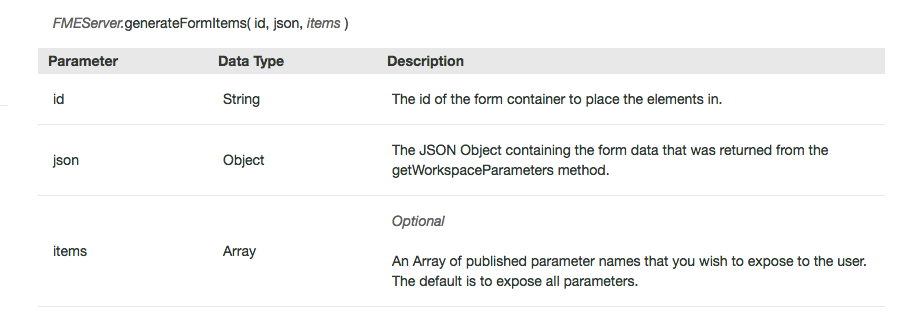 FMEServer.generateFormItems( id, json, items )
Parameter Data Type Description
id String The id of the form container to place the elements in.
json Object The JSON Object containing the form data that was returned from the
getWorkspaceParameters method.
Optional
items Array An Array of published parameter names that you wish to expose to the user.
The default is to expose all parameters.